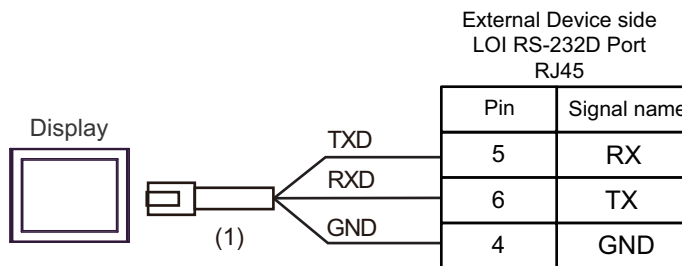 External Device side
LOI RS-232D Port
RJ45
Pin Signal name
Display
TXD 5 RX
RXD 6 TX
GND 4 GND
(1)